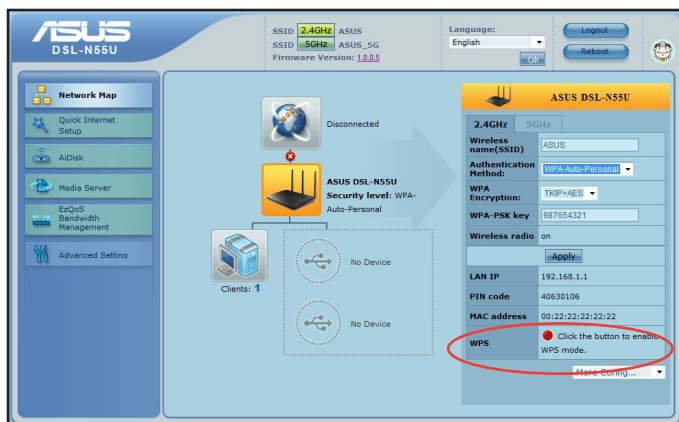 ASUS
DSL-N55U
SSID 2.4GHz ASUS
SSID 5GHz ASUS_5G
Firmware Version: 1.0.0.5
Language:
English
Ok
Logout
Reboot
Network Map
Quick Internet
Setup
AiDisk
Media Server
EzQoS
Bandwidth
Management
Advanced Setting
Disconnected
ASUS DSL-N55U
Security level: WPA-
Auto-Personal
Clients: 1
No Device
No Device
ASUS DSL-N55U
2.4GHz 5GHz
Wireless
name(SSID)
ASUS
Authentication
Method:
WPA-Auto-Personal
WPA
Encryption:
TKIP+AES
WPA-PSK key
987654321
Wireless radio on
Apply
LAN IP 192.168.1.1
PIN code 40630106
MAC address 00:22:22:22:22:22
WPS
Click the button to enable
WPS mode.
More Config...